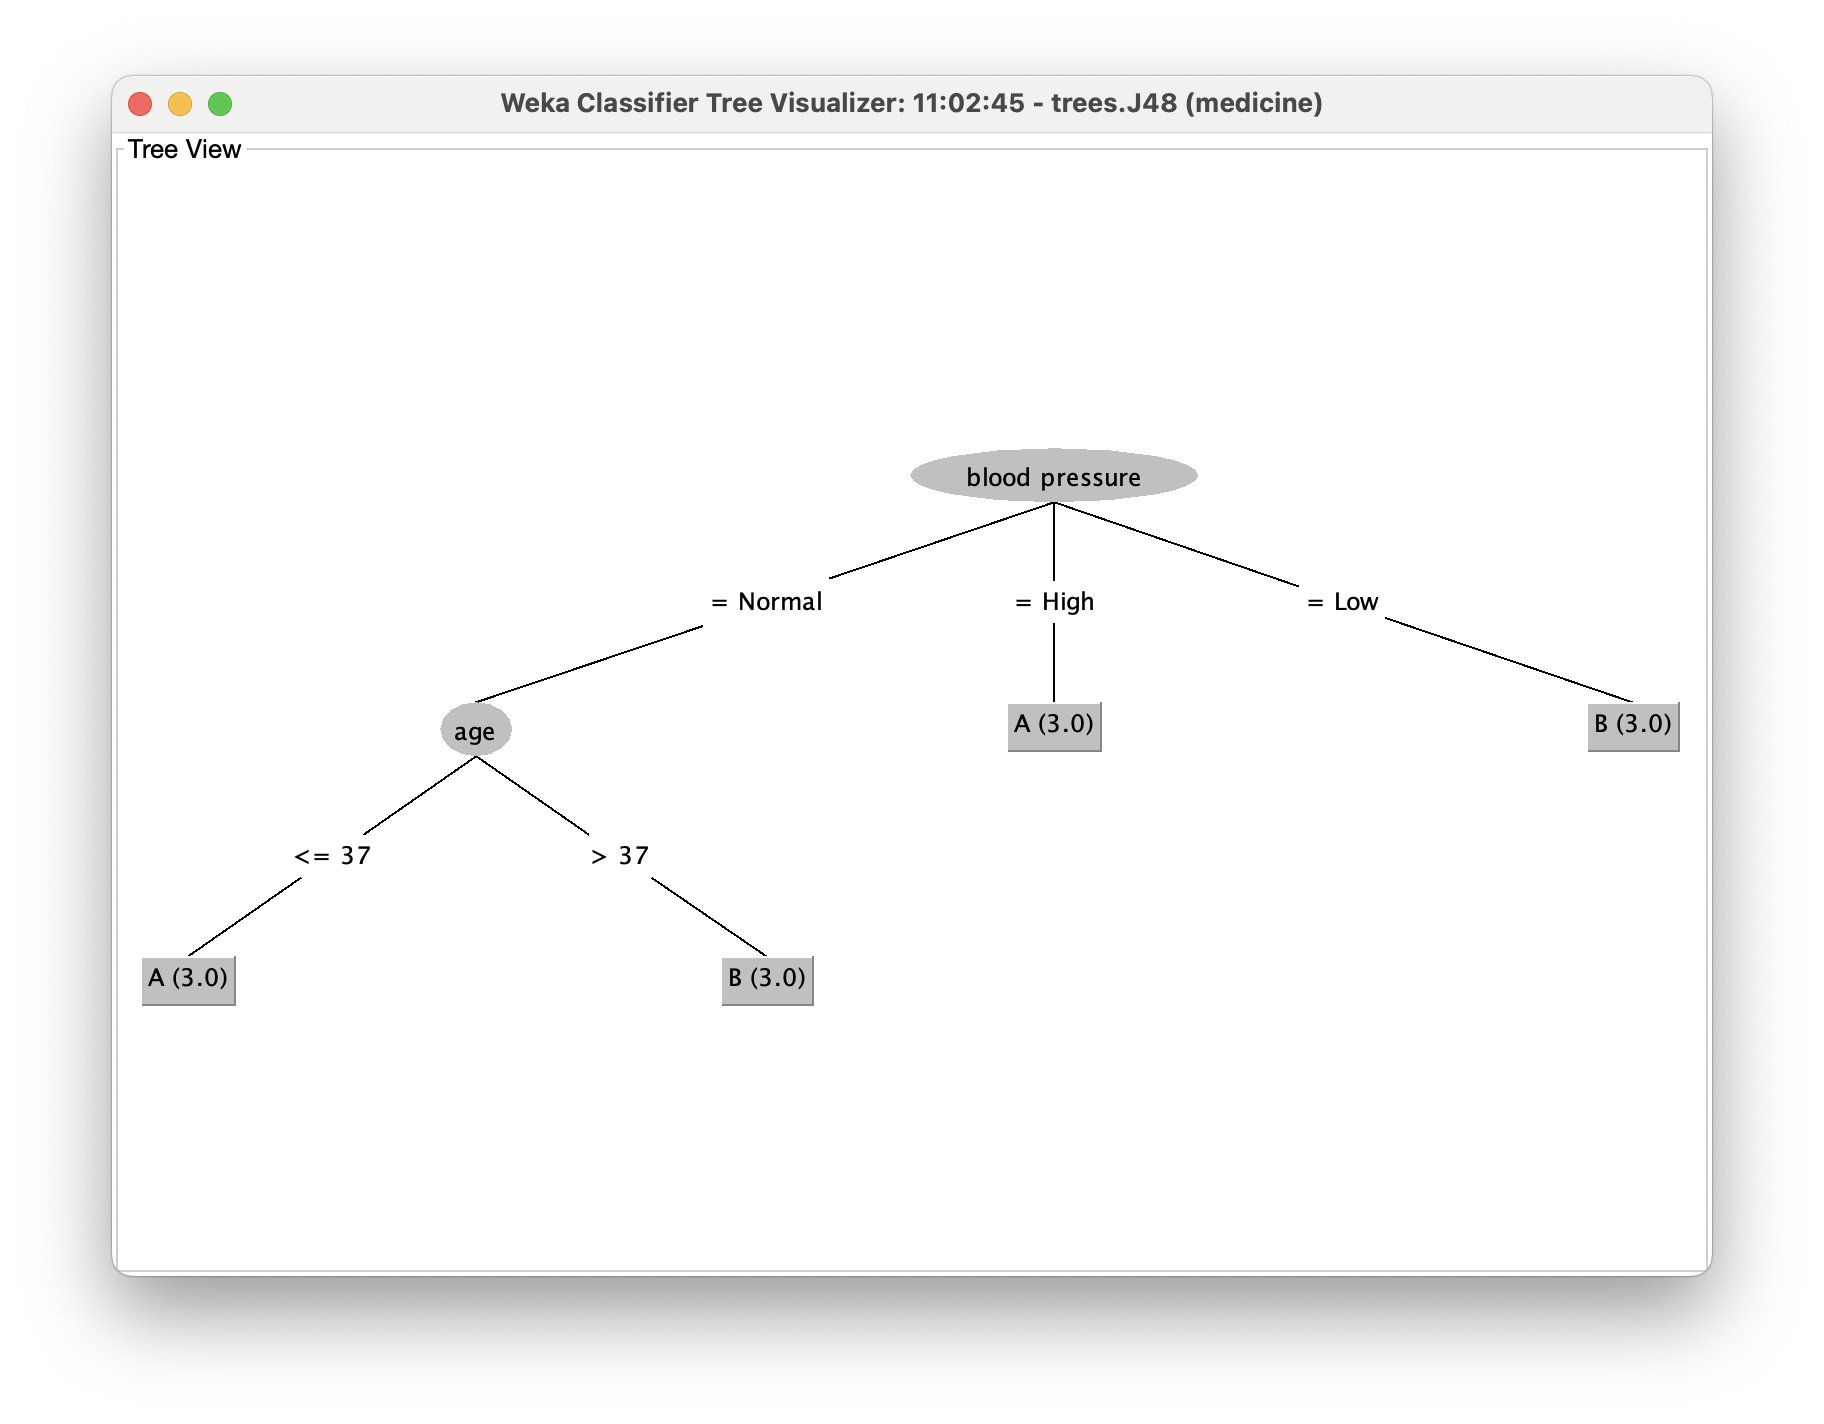 Weka Classifier Tree Visualizer: 11:02:45 - trees.J48 (medicine)
Tree View
blood pressure
= Normal
= High
= Low
age
A (3.0)
B (3.0)
<= 37
> 37
A (3.0)
B (3.0)